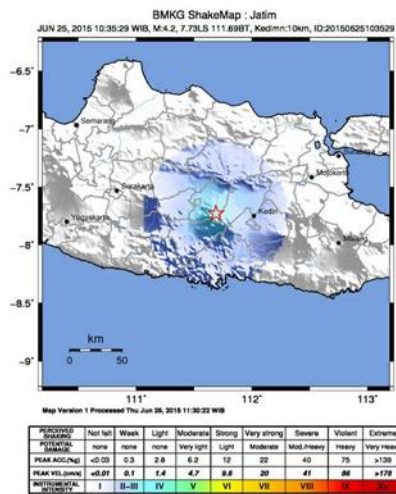 BMKG ShakeMap : Jatim
JUN 25, 2015 10:35:29 WIB, M:4.2, 7.73LS 111.69BT, Kedlmn:10km, ID:20150625103529
-6.5°
Semarang
-7°
Mojokerto
Surakarta
-7.5°
Kediri
Yogyakarta
Malang
-8°
-8.5°
km
0 50
-9°
111° 112° 113°
Map Version 1 Processed Thu Jun 25, 2015 11:30:22 WIB
PERCEIVED SHAKING Not felt Weak Light Moderate Strong Very strong Severe Violent Extreme
POTENTIAL DAMAGE none none none Very light Light Moderate Mod./Heavy Heavy Very Heavy
PEAK ACC.(%g) <0.03 0.3 2.8 6.2 12 22 40 75 >139
PEAK VEL.(cm/s) <0.01 0.1 1.4 4.7 9.6 20 41 86 >178
INSTRUMENTAL INTENSITY I II-III IV V VI VII VIII IX X+